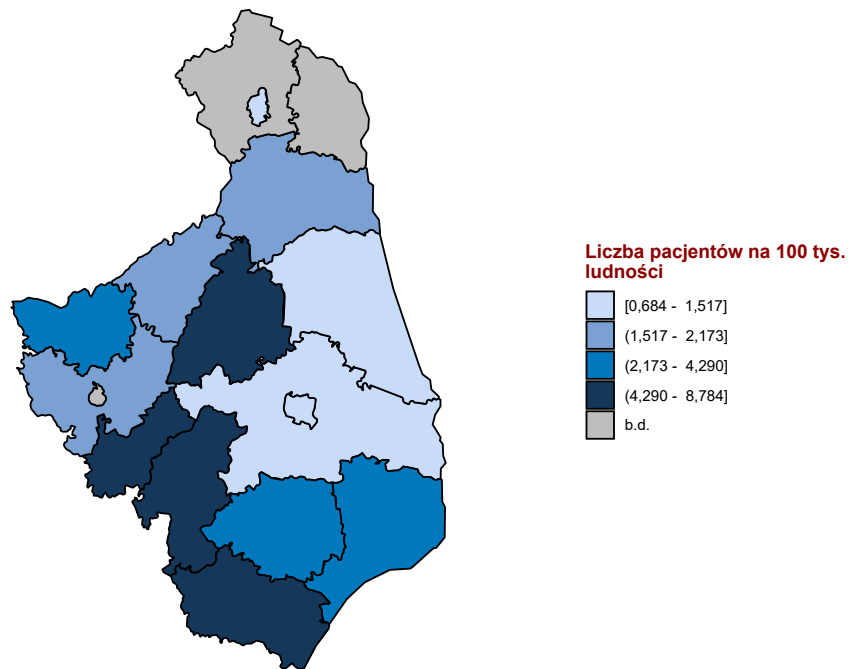 Liczba pacjentów na 100 tys.
ludności
[0,684 - 1,517]
(1,517 - 2,173]
(2,173 - 4,290]
(4,290 - 8,784]
b.d.